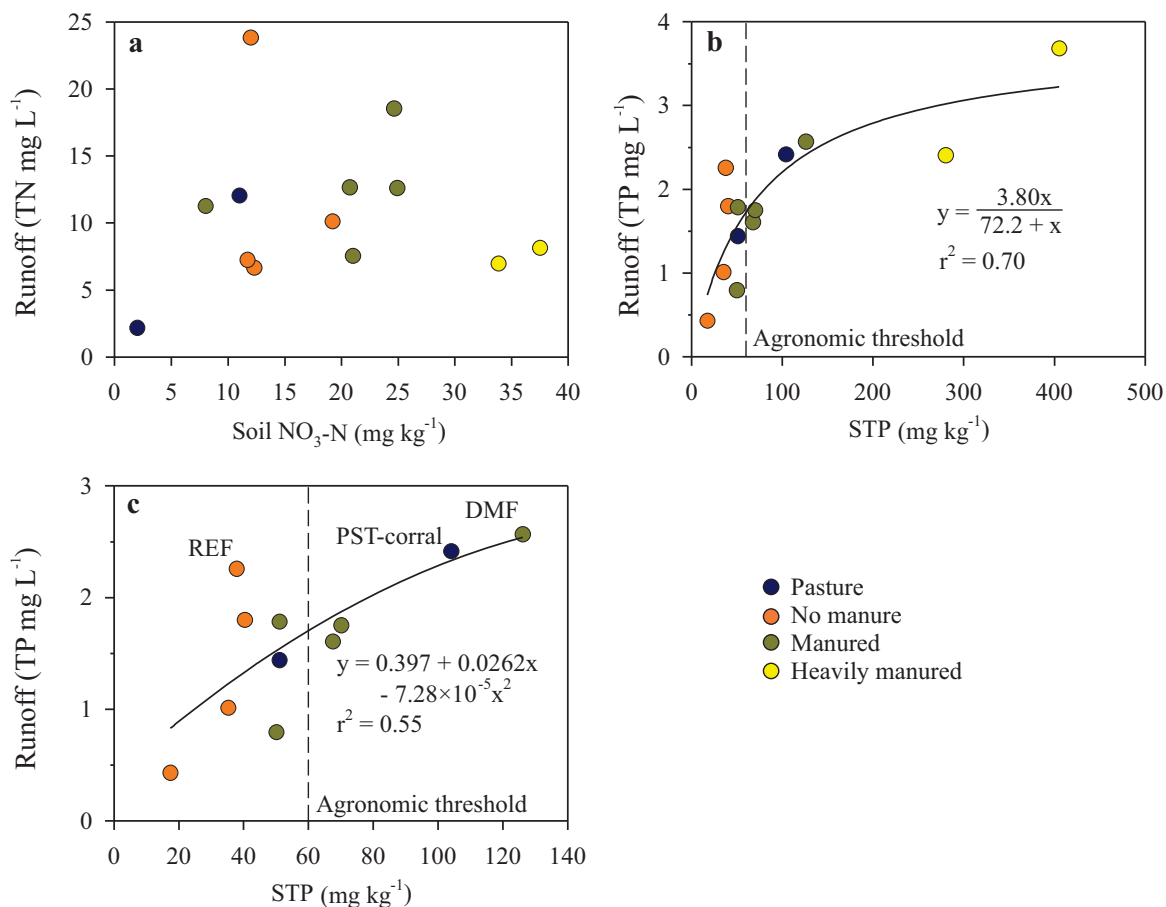 a
25
20
15
10
5
0
Runoff (TN mg L⁻¹)
0 5 10 15 20 25 30 35 40
Soil NO₃-N (mg kg⁻¹)
b
4
3
2
1
0
Runoff (TP mg L⁻¹)
y = 3.80x / 72.2 + x
r² = 0.70
Agronomic threshold
0 100 200 300 400 500
STP (mg kg⁻¹)
c
3
2
1
0
Runoff (TP mg L⁻¹)
DMF
PST-corral
REF
y = 0.397 + 0.0262x
- 7.28×10⁻⁵x²
r² = 0.55
Agronomic threshold
0 20 40 60 80 100 120 140
STP (mg kg⁻¹)
Pasture
No manure
Manured
Heavily manured